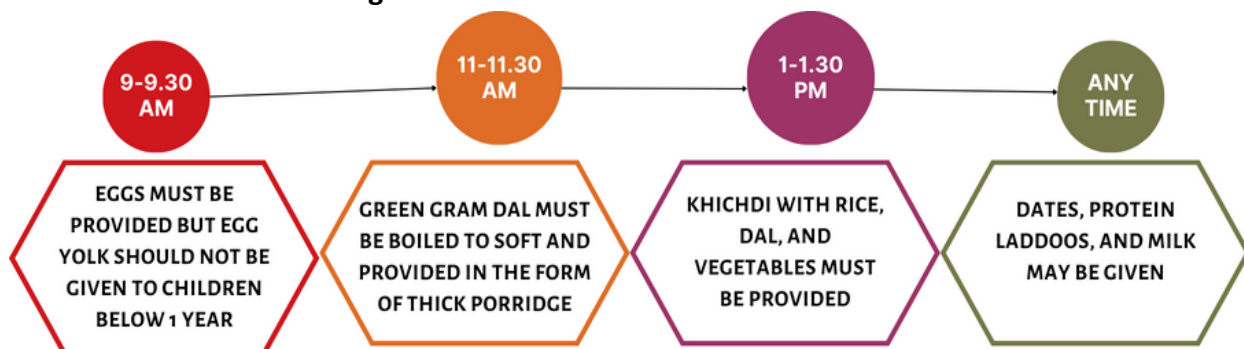 9-9.30
AM
11-11.30
AM
1-1.30
PM
ANY
TIME
EGGS MUST BE
PROVIDED BUT EGG
YOLK SHOULD NOT BE
GIVEN TO CHILDREN
BELOW 1 YEAR
GREEN GRAM DAL MUST
BE BOILED TO SOFT AND
PROVIDED IN THE FORM
OF THICK PORRIDGE
KHICHDI WITH RICE,
DAL, AND
VEGETABLES MUST
BE PROVIDED
DATES, PROTEIN
LADDOOS, AND MILK
MAY BE GIVEN